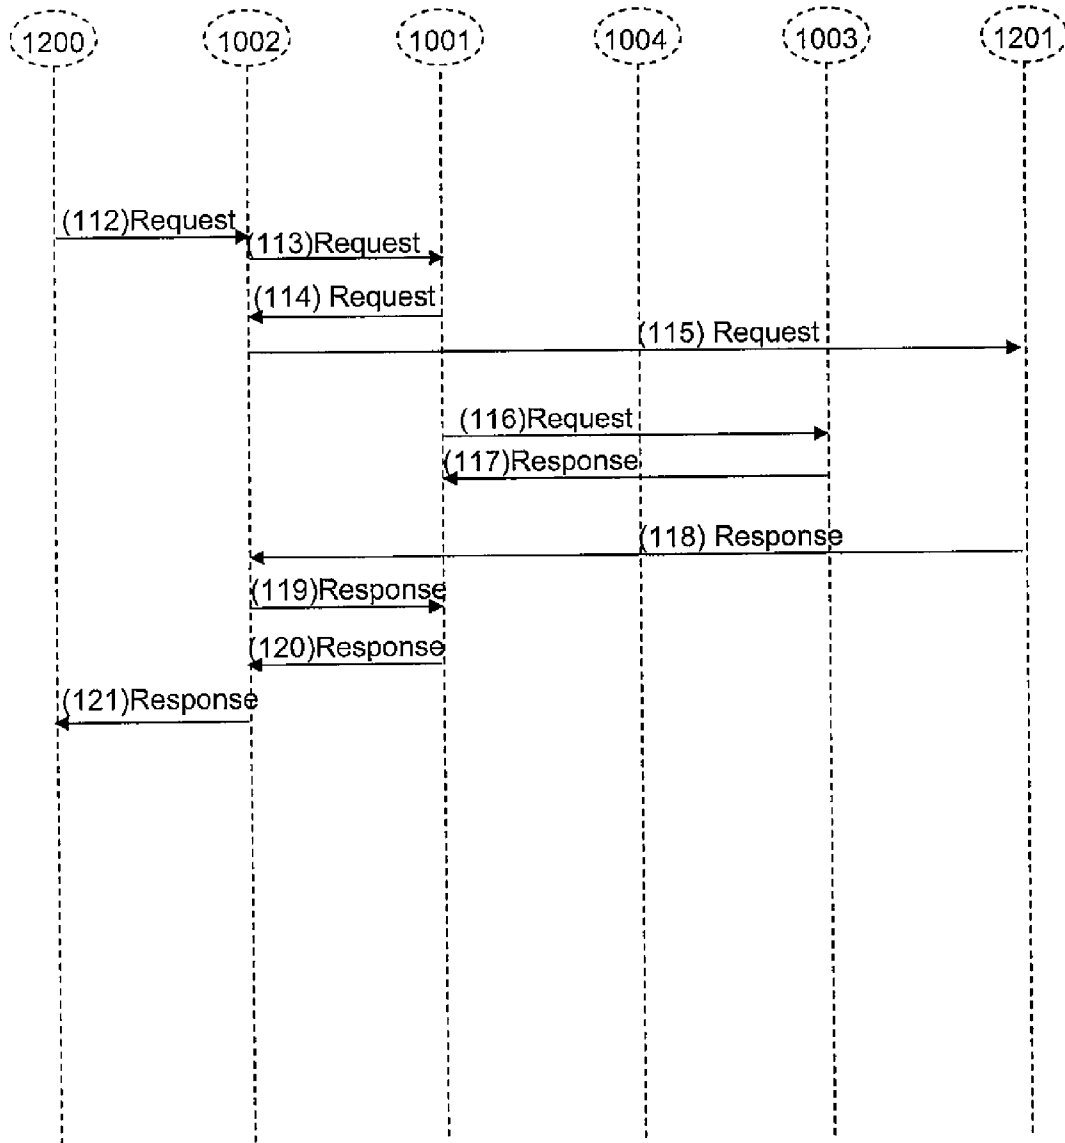 1200 1002 1001 1004 1003 1201
(112)Request
(113)Request
(114) Request
(115) Request
(116)Request
(117)Response
(118) Response
(119)Response
(120)Response
(121)Response